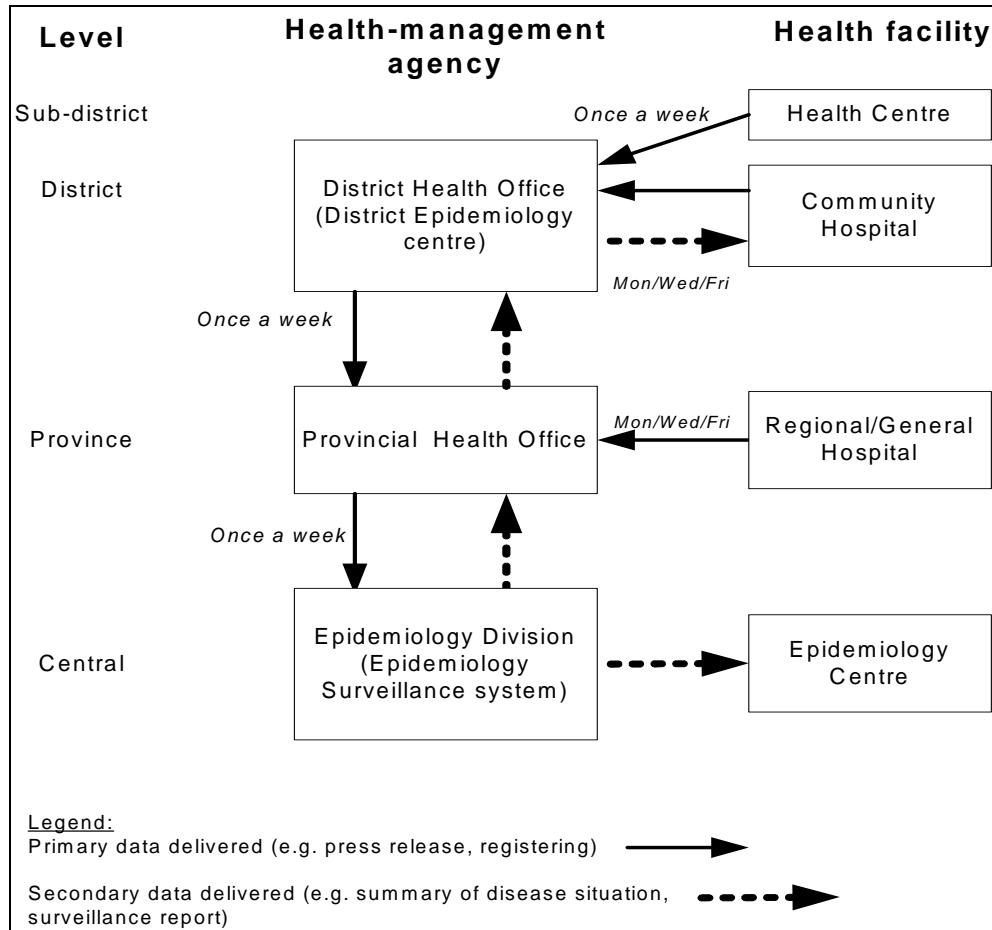 Level
Health-management
agency
Health facility
Sub-district
Once a week
Health Centre
District
District Health Office
(District Epidemiology
centre)
Community
Hospital
Mon/Wed/Fri
Once a week
Province
Provincial Health Office
Mon/Wed/Fri
Regional/General
Hospital
Once a week
Central
Epidemiology Division
(Epidemiology
Surveillance system)
Epidemiology
Centre
Legend:
Primary data delivered (e.g. press release, registering)
Secondary data delivered (e.g. summary of disease situation,
surveillance report)